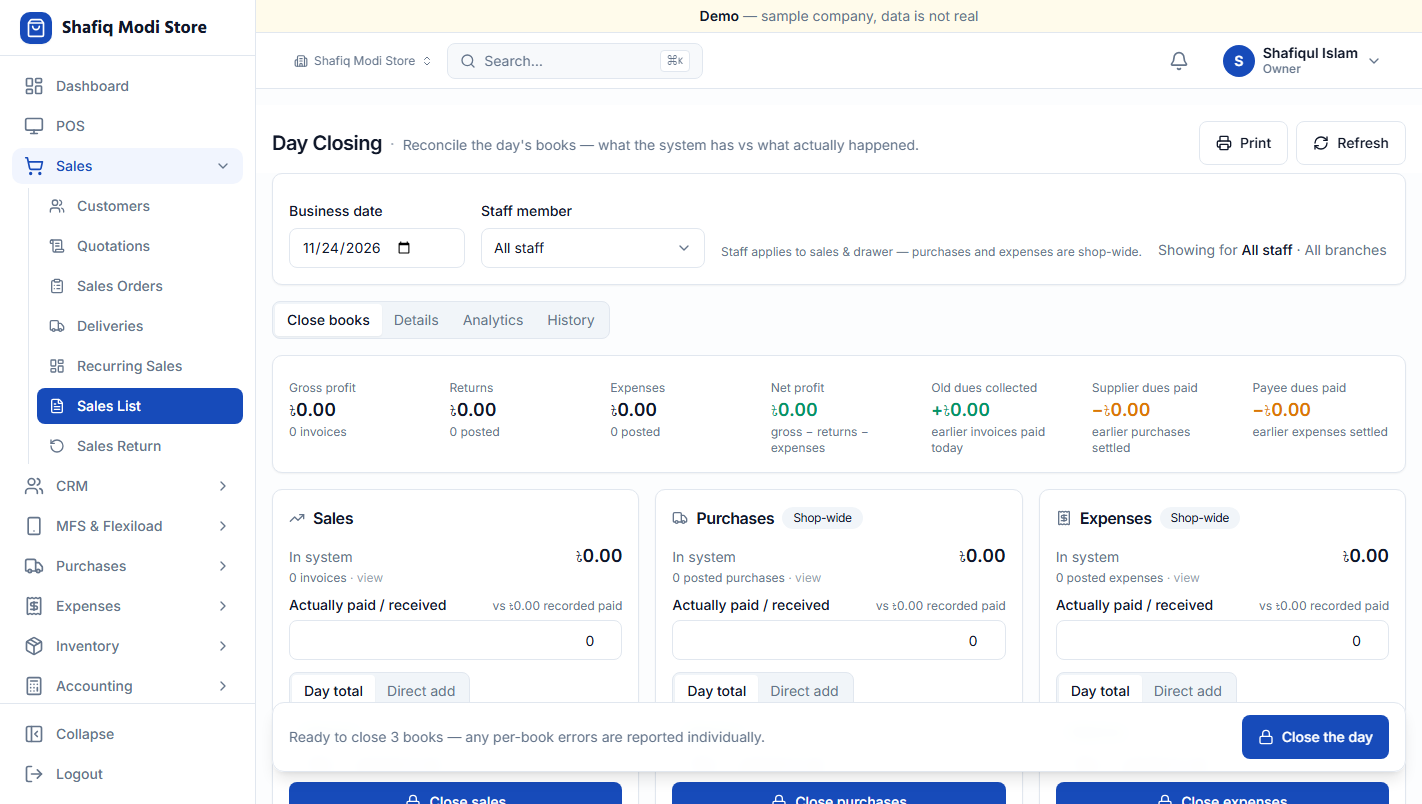 Shafiq Modi Store
Demo — sample company, data is not real
Shafiq Modi Store
Search...
⌘K
S
Shafiqul Islam
Owner
Dashboard
POS
Sales
Customers
Quotations
Sales Orders
Deliveries
Recurring Sales
Sales List
Sales Return
CRM
MFS & Flexiload
Purchases
Expenses
Inventory
Accounting
Collapse
Logout
Day Closing · Reconcile the day's books — what the system has vs what actually happened.
Print
Refresh
Business date
Staff member
11/24/2026
All staff
Staff applies to sales & drawer — purchases and expenses are shop-wide.
Showing for All staff · All branches
Close books
Details
Analytics
History
Gross profit
৳0.00
0 invoices
Returns
৳0.00
0 posted
Expenses
৳0.00
0 posted
Net profit
৳0.00
gross − returns −
expenses
Old dues collected
+৳0.00
earlier invoices paid
today
Supplier dues paid
−৳0.00
earlier purchases
settled
Payee dues paid
−৳0.00
earlier expenses settled
Sales
In system ৳0.00
0 invoices · view
Actually paid / received vs ৳0.00 recorded paid
0
Day total Direct add
Purchases Shop-wide
In system ৳0.00
0 posted purchases · view
Actually paid / received vs ৳0.00 recorded paid
0
Day total Direct add
Expenses Shop-wide
In system ৳0.00
0 posted expenses · view
Actually paid / received vs ৳0.00 recorded paid
0
Day total Direct add
Ready to close 3 books — any per-book errors are reported individually.
Close the day
Close sales
Close purchases
Close expenses